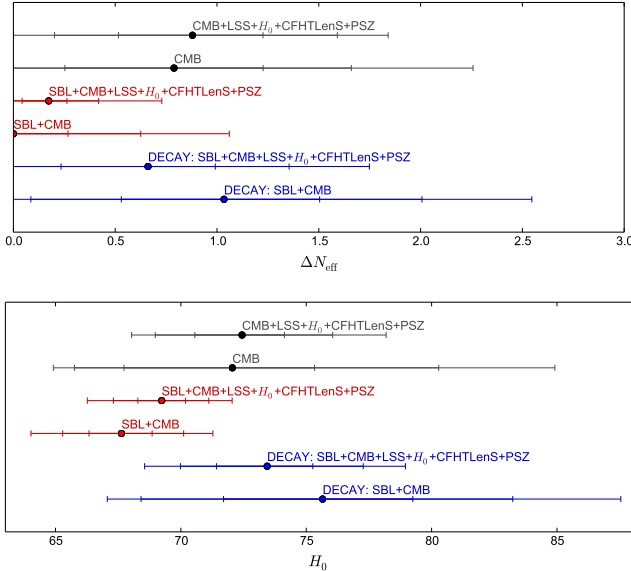 CMB+LSS+H₀+CFHTLenS+PSZ
CMB
SBL+CMB+LSS+H₀+CFHTLenS+PSZ
SBL+CMB
DECAY: SBL+CMB+LSS+H₀+CFHTLenS+PSZ
DECAY: SBL+CMB
0.0 0.5 1.0 1.5 2.0 2.5 3.0
ΔN_eff
CMB+LSS+H₀+CFHTLenS+PSZ
CMB
SBL+CMB+LSS+H₀+CFHTLenS+PSZ
SBL+CMB
DECAY: SBL+CMB+LSS+H₀+CFHTLenS+PSZ
DECAY: SBL+CMB
65 70 75 80 85
H₀